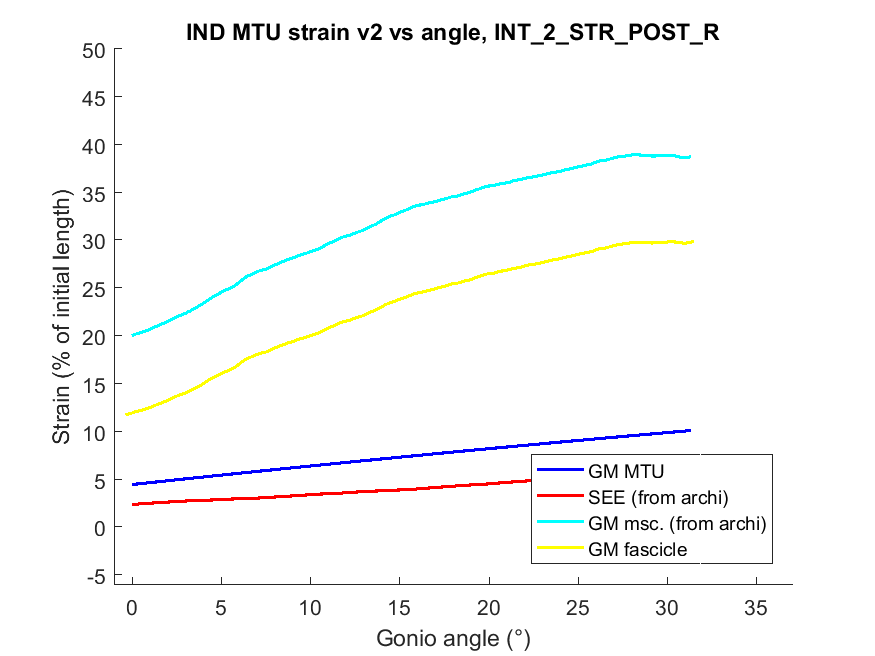 IND MTU strain v2 vs angle, INT_2_STR_POST_R
Strain (% of initial length)
50
45
40
35
30
25
20
15
10
5
0
-5
GM MTU
SEE (from archi)
GM msc. (from archi)
GM fascicle
0 5 10 15 20 25 30 35
Gonio angle (°)